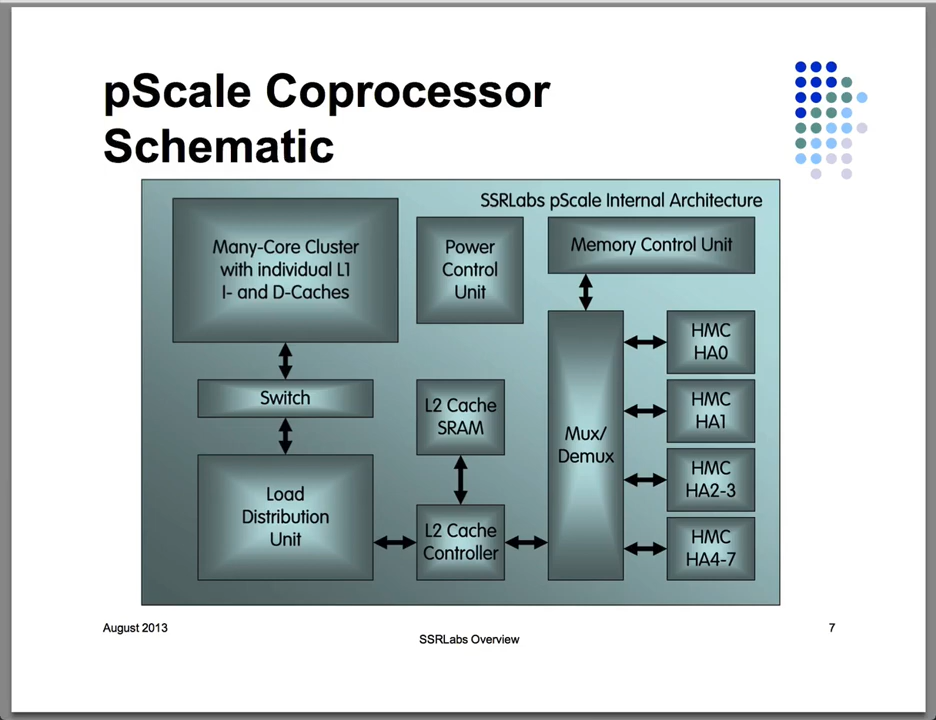 pScale Coprocessor
Schematic
SSRLabs pScale Internal Architecture
Many-Core Cluster
with individual L1
I- and D-Caches
Power
Control
Unit
Memory Control Unit
Switch
L2 Cache
SRAM
Mux/
Demux
HMC
HA0
HMC
HA1
HMC
HA2-3
HMC
HA4-7
Load
Distribution
Unit
L2 Cache
Controller
August 2013
SSRLabs Overview
7